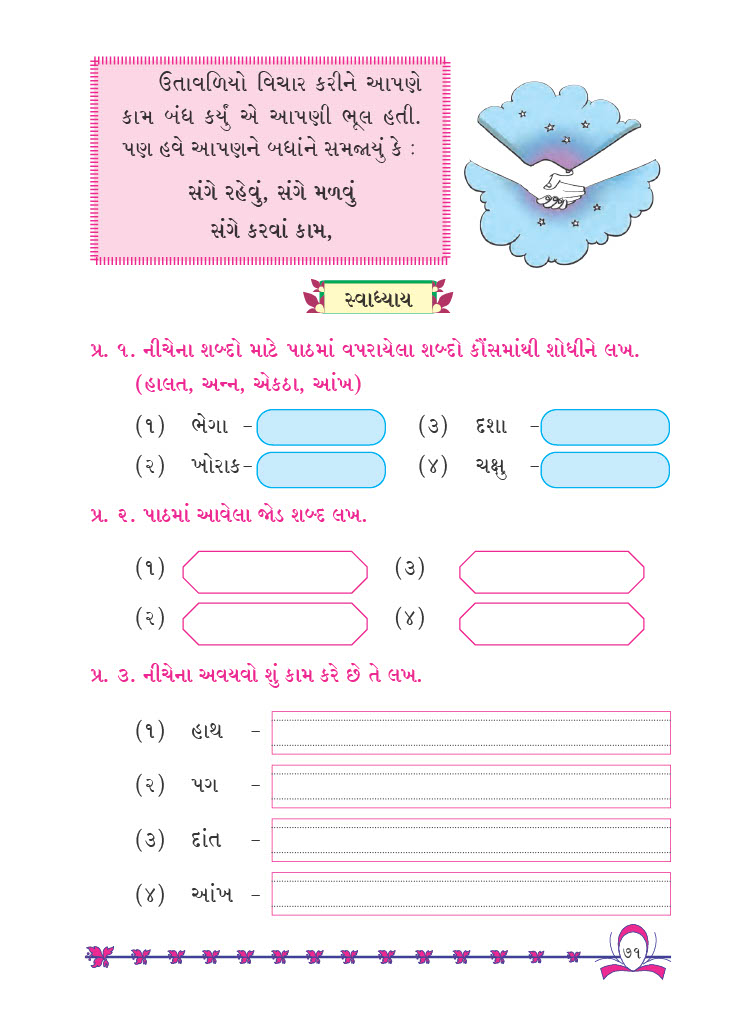 ઉતાવળિયો વિચાર કરીને આપણે
કામ બંધ કર્યું એ આપણી ભૂલ હતી.
પણ હવે આપણને બધાંને સમજાયું કે :
સંગે રહેવું, સંગે મળવું
સંગે કરવાં કામ,
સ્વાધ્યાય
પ્ર. ૧. નીચેના શબ્દો માટે પાઠમાં વપરાયેલા શબ્દો કૌંસમાંથી શોધીને લખ.
(હાલત, અન્ન, એકઠા, આંખ)
(૧) ભેગા - (૩) દશા -
(૨) ખોરાક- (૪) ચક્ષુ -
પ્ર. ૨. પાઠમાં આવેલા જોડ શબ્દ લખ.
(૧) (૩)
(૨) (૪)
પ્ર. ૩. નીચેના અવયવો શું કામ કરે છે તે લખ.
(૧) હાથ -
(૨) પગ -
(૩) દાંત -
(૪) આંખ -
૭૧